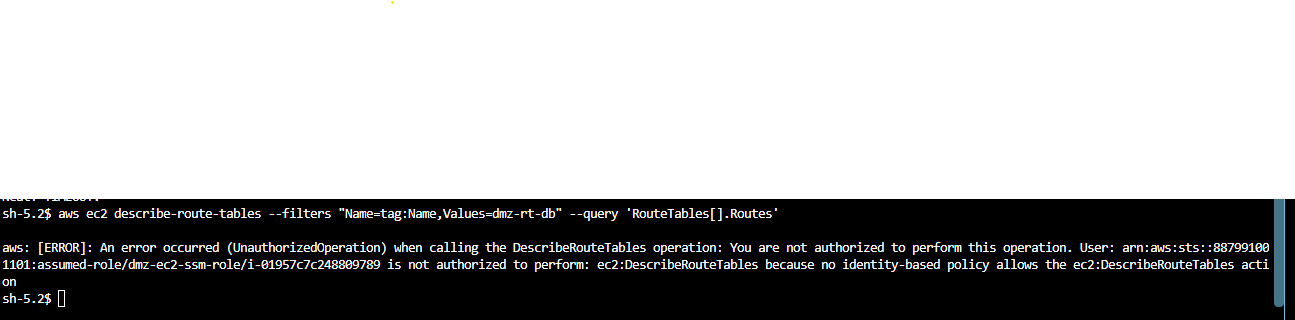 sh-5.2$ aws ec2 describe-route-tables --filters "Name=tag:Name,Values=dmz-rt-db" --query 'RouteTables[].Routes'
aws: [ERROR]: An error occurred (UnauthorizedOperation) when calling the DescribeRouteTables operation: You are not authorized to perform this operation. User: arn:aws:sts::88799100
1101:assumed-role/dmz-ec2-ssm-role/i-01957c7c248809789 is not authorized to perform: ec2:DescribeRouteTables because no identity-based policy allows the ec2:DescribeRouteTables acti
on
sh-5.2$